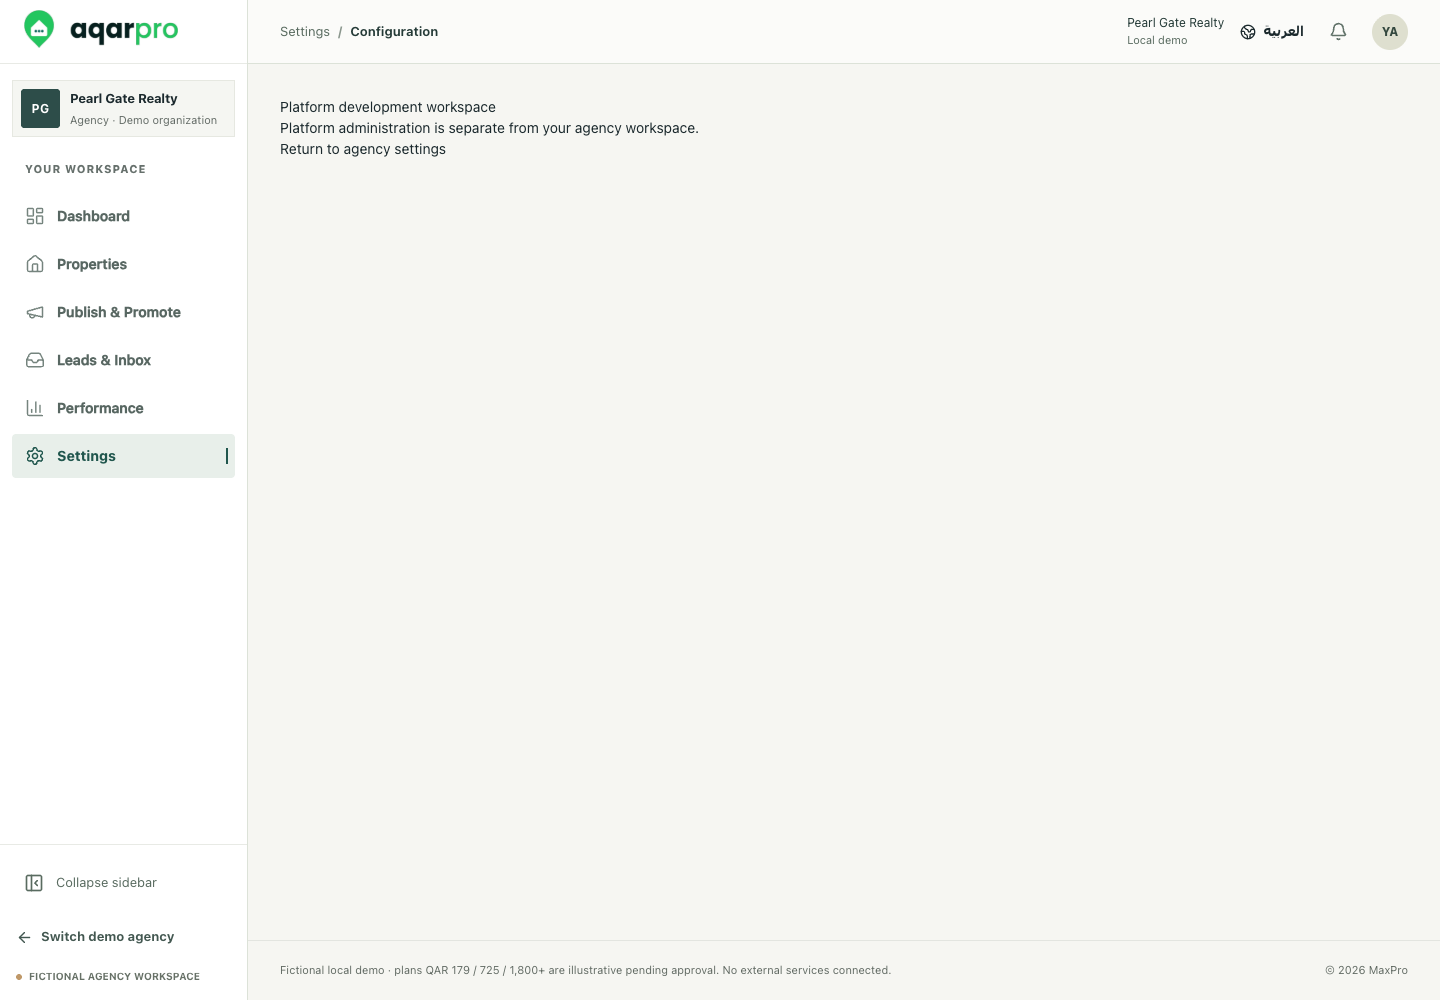 aqarpro
PG
Pearl Gate Realty
Agency · Demo organization
YOUR WORKSPACE
Dashboard
Properties
Publish & Promote
Leads & Inbox
Performance
Settings
Collapse sidebar
Switch demo agency
FICTIONAL AGENCY WORKSPACE
Settings / Configuration
Pearl Gate Realty
Local demo
العربية
YA
Platform development workspace
Platform administration is separate from your agency workspace.
Return to agency settings
Fictional local demo · plans QAR 179 / 725 / 1,800+ are illustrative pending approval. No external services connected.
© 2026 MaxPro